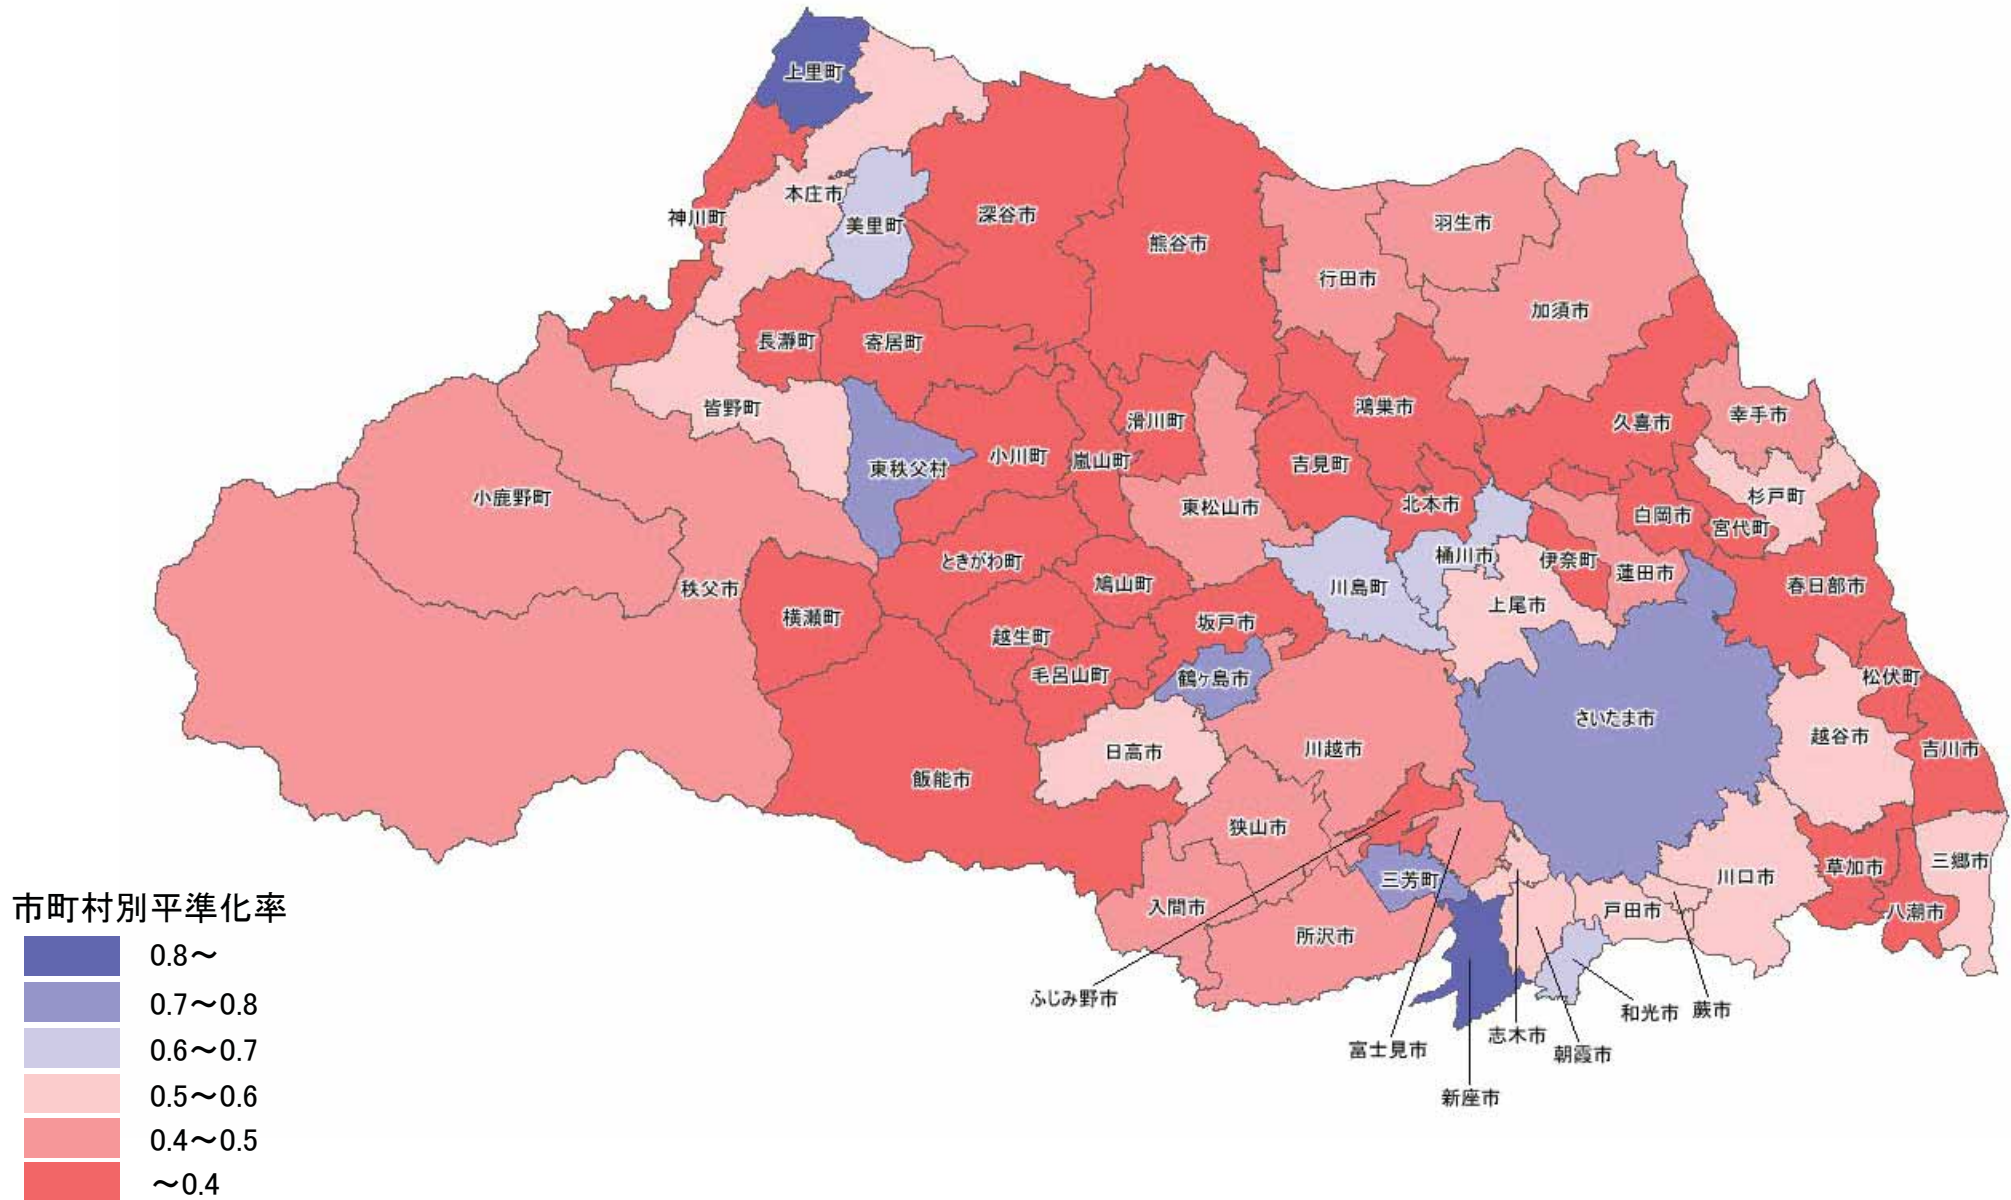 上里町
本庄市
神川町
美里町
深谷市
熊谷市
羽生市
行田市
加須市
長瀞町
寄居町
皆野町
滑川町
鴻巣市
久喜市
幸手市
東秩父村
小川町
嵐山町
吉見町
小鹿野町
東松山市
北本市
白岡市
杉戸町
宮代町
ときがわ町
桶川市
伊奈町
蓮田市
秩父市
鳩山町
川島町
春日部市
横瀬町
上尾市
越生町
坂戸市
毛呂山町
鶴ヶ島市
松伏町
さいたま市
日高市
川越市
越谷市
吉川市
飯能市
狭山市
三芳町
川口市
草加市
三郷市
入間市
戸田市
八潮市
所沢市
ふじみ野市
和光市
蕨市
富士見市
志木市
朝霞市
新座市
市町村別平準化率
0.8～
0.7～0.8
0.6～0.7
0.5～0.6
0.4～0.5
～0.4